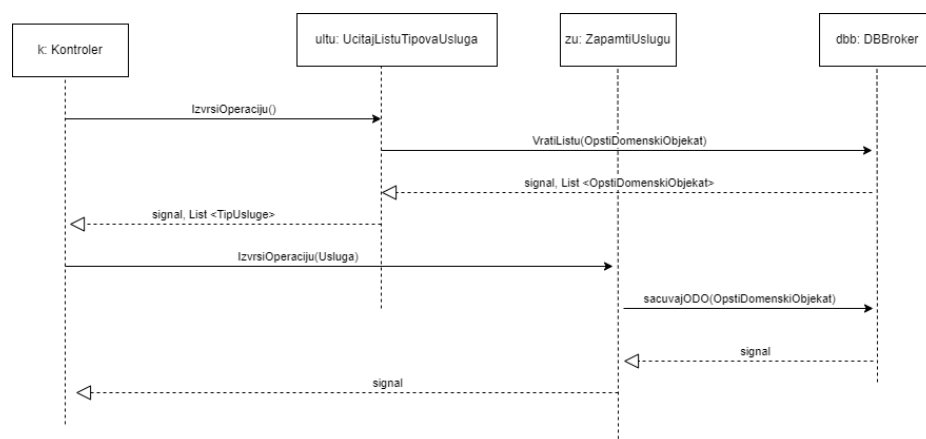 k: Kontroler
ultu: UcitajListuTipovaUsluga
zu: ZapamtiUslugu
dbb: DBBroker
IzvrsiOperaciju()
VratiListu(OpstiDomenskiObjekat)
signal, List <OpstiDomenskiObjekat>
signal, List <TipUsluge>
IzvrsiOperaciju(Usluga)
sacuvajODO(OpstiDomenskiObjekat)
signal
signal